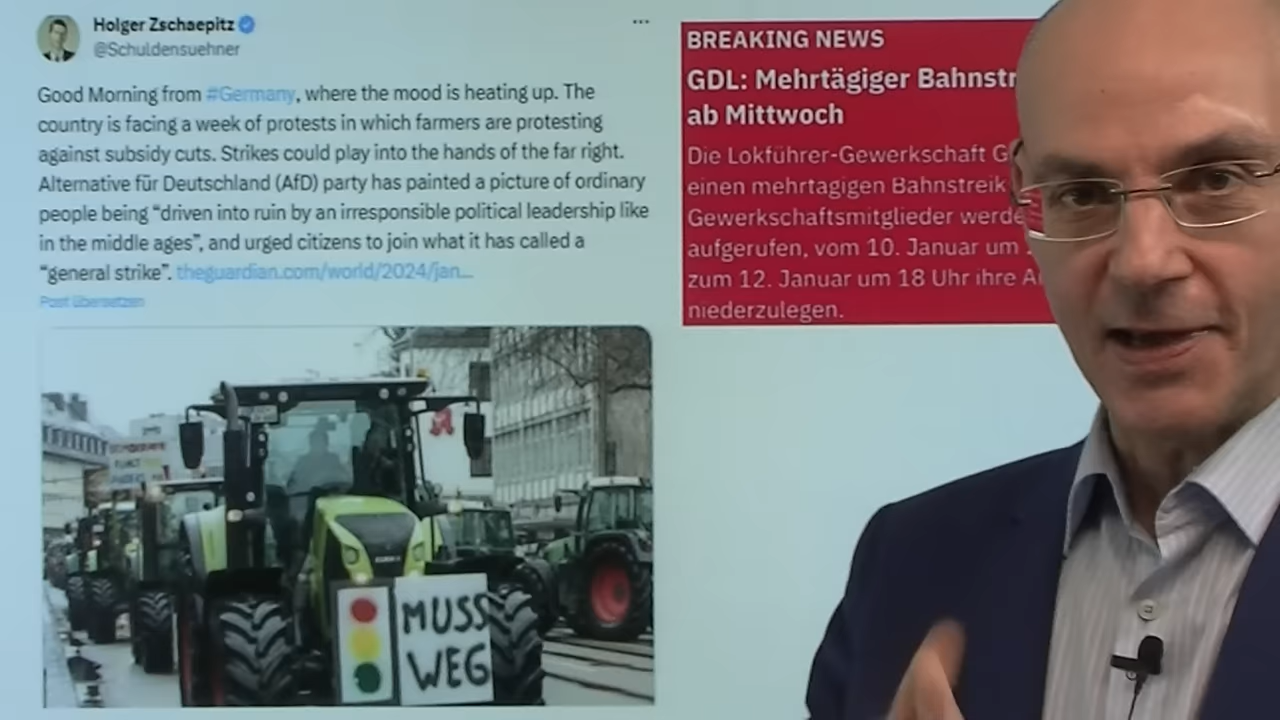 Holger Zschaepitz
@Schuldensuehner
Good Morning from #Germany, where the mood is heating up. The
country is facing a week of protests in which farmers are protesting
against subsidy cuts. Strikes could play into the hands of the far right.
Alternative für Deutschland (AfD) party has painted a picture of ordinary
people being “driven into ruin by an irresponsible political leadership like
in the middle ages”, and urged citizens to join what it has called a
“general strike”. theguardian.com/world/2024/jan...
Post übersetzen
MUSS
WEG
BREAKING NEWS
GDL: Mehrtägiger Bahnstr
ab Mittwoch
Die Lokführer-Gewerkschaft G
einen mehrtagigen Bahnstreik
Gewerkschaftsmitglieder werde
aufgerufen, vom 10. Januar um
zum 12. Januar um 18 Uhr ihre A
niederzulegen.